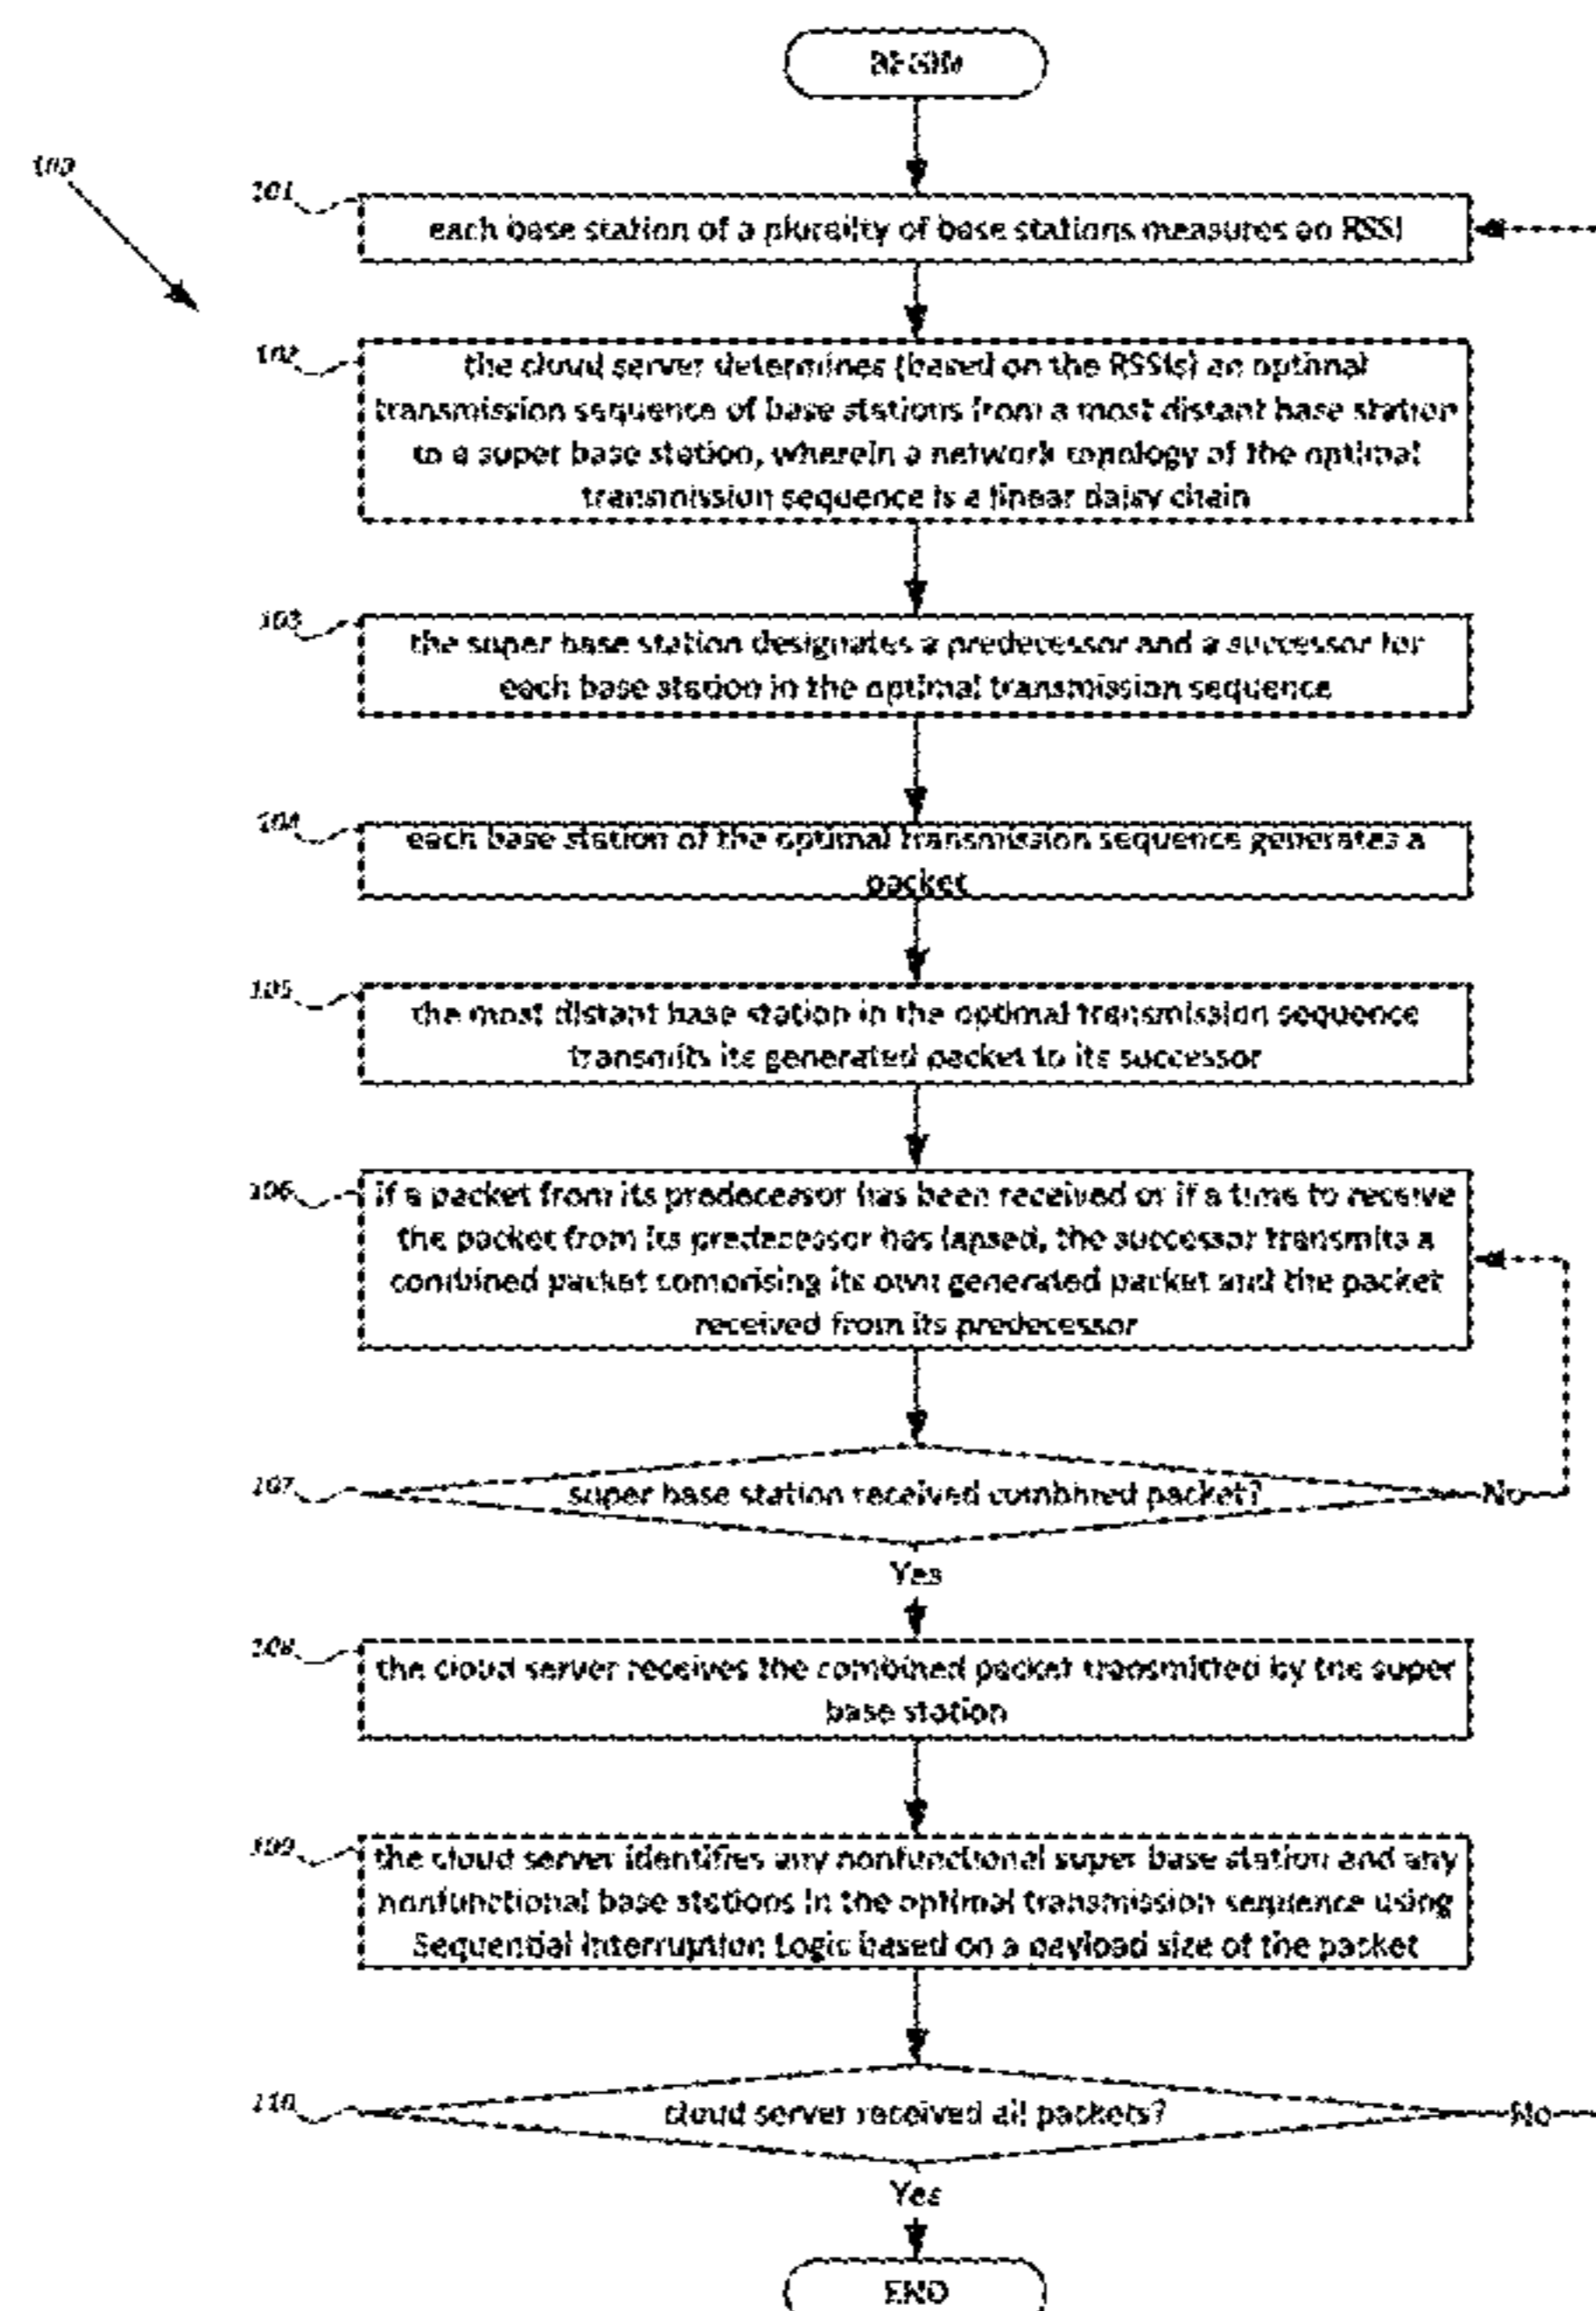 BEGIN
100
101
each base station of a plurality of base stations measures an RSSI
102
the cloud server determines (based on the RSSIs) an optimal
transmission sequence of base stations from a most distant base station
to a super base station, wherein a network topology of the optimal
transmission sequence is a linear daisy chain
103
the super base station designates a predecessor and a successor for
each base station in the optimal transmission sequence
104
each base station of the optimal transmission sequence generates a
packet
105
the most distant base station in the optimal transmission sequence
transmits its generated packet to its successor
106
if a packet from its predecessor has been received or if a time to receive
the packet from its predecessor has lapsed, the successor transmits a
combined packet comprising its own generated packet and the packet
received from its predecessor
107
super base station received combined packet?
No
Yes
108
the cloud server receives the combined packet transmitted by the super
base station
109
the cloud server identifies any nonfunctional super base station and any
nonfunctional base stations in the optimal transmission sequence using
Sequential Interruption Logic based on a payload size of the packet
110
cloud server received all packets?
No
Yes
END